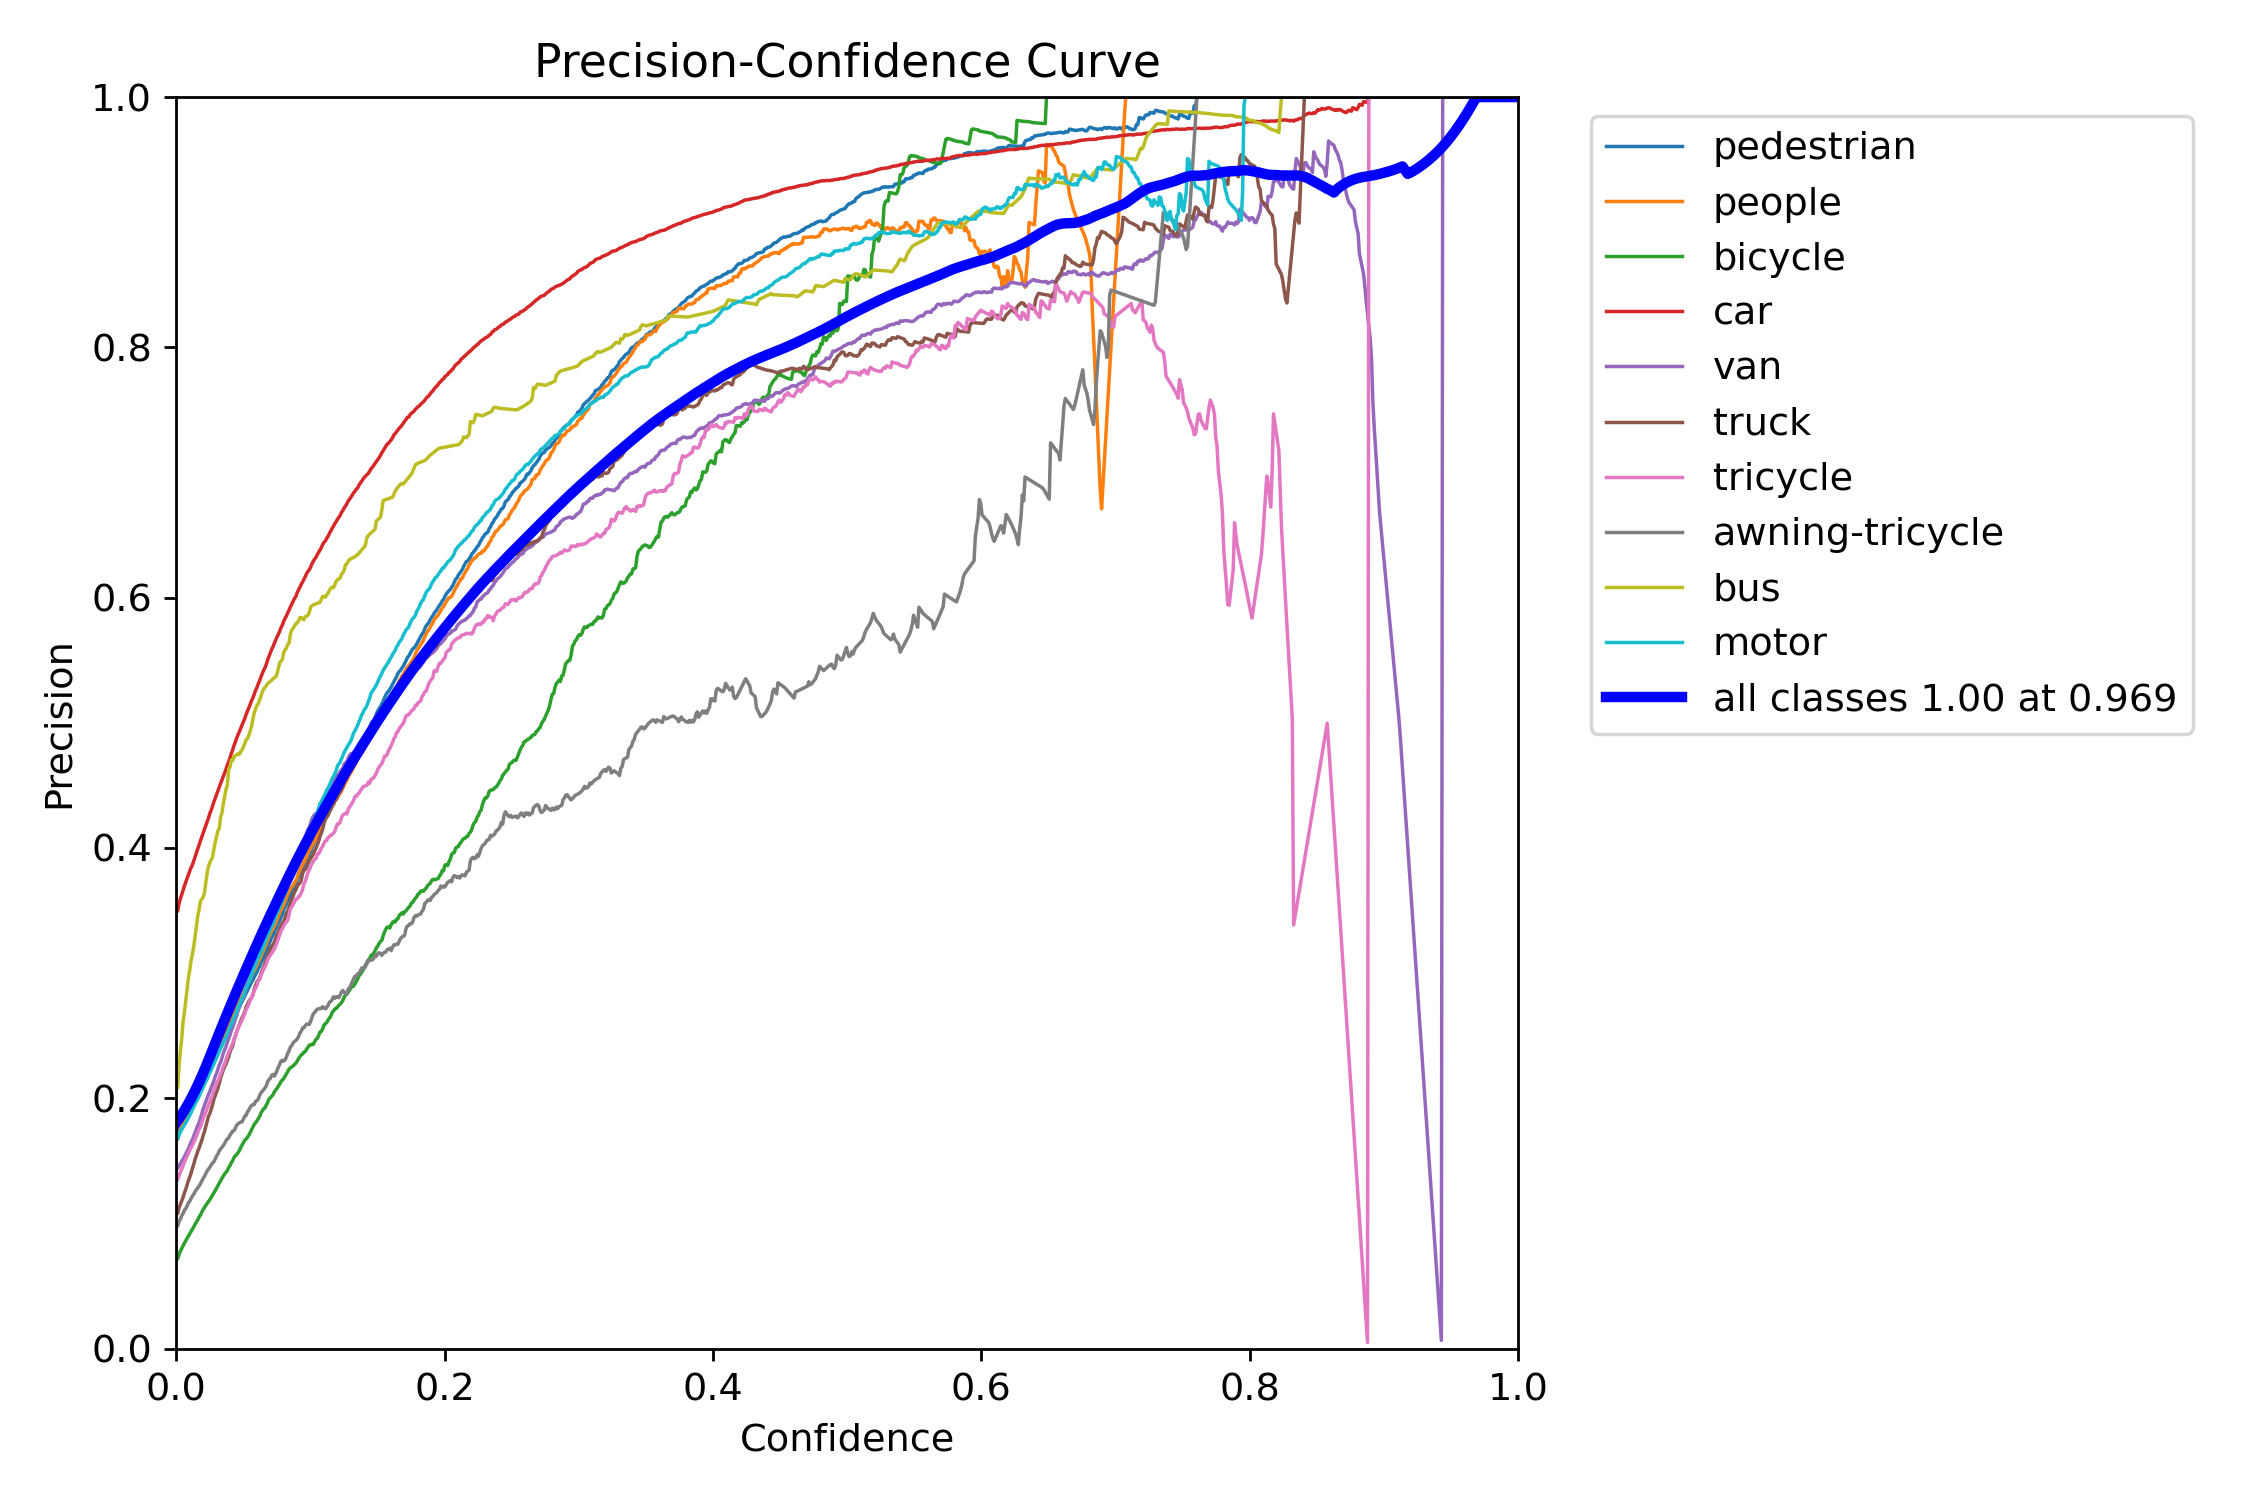 Precision-Confidence Curve
1.0
0.8
0.6
0.4
0.2
0.0
Precision
0.0 0.2 0.4 0.6 0.8 1.0
Confidence
pedestrian
people
bicycle
car
van
truck
tricycle
awning-tricycle
bus
motor
all classes 1.00 at 0.969